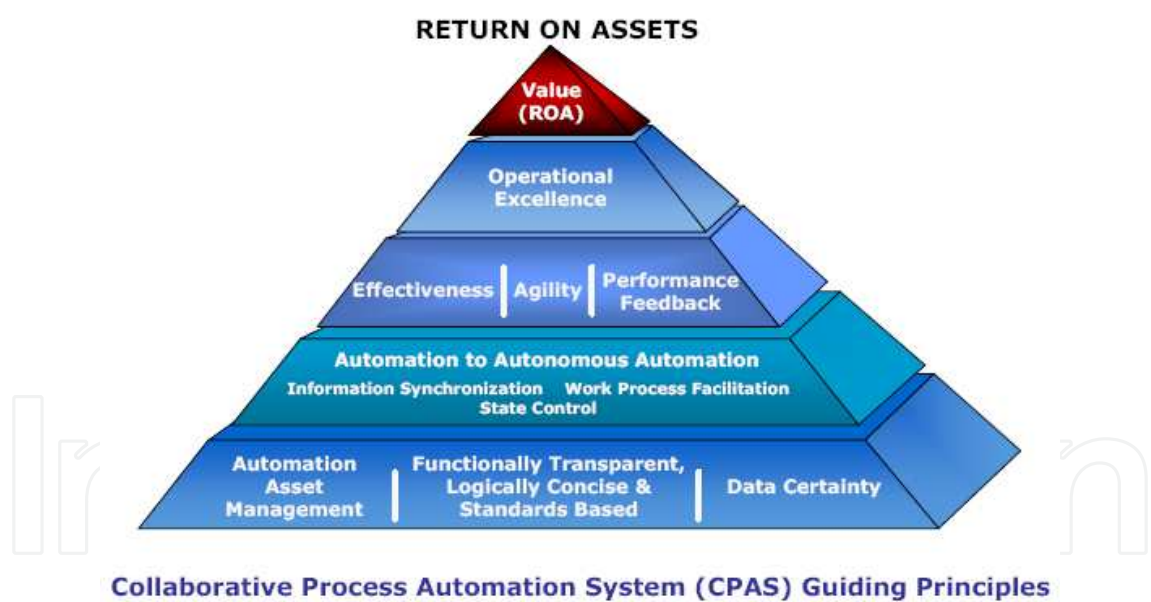 RETURN ON ASSETS
Value
(ROA)
Operational
Excellence
Effectiveness Agility Performance
Feedback
Automation to Autonomous Automation
Information Synchronization Work Process Facilitation
State Control
Automation
Asset
Management
Functionally Transparent,
Logically Concise &
Standards Based
Data Certainty
Collaborative Process Automation System (CPAS) Guiding Principles